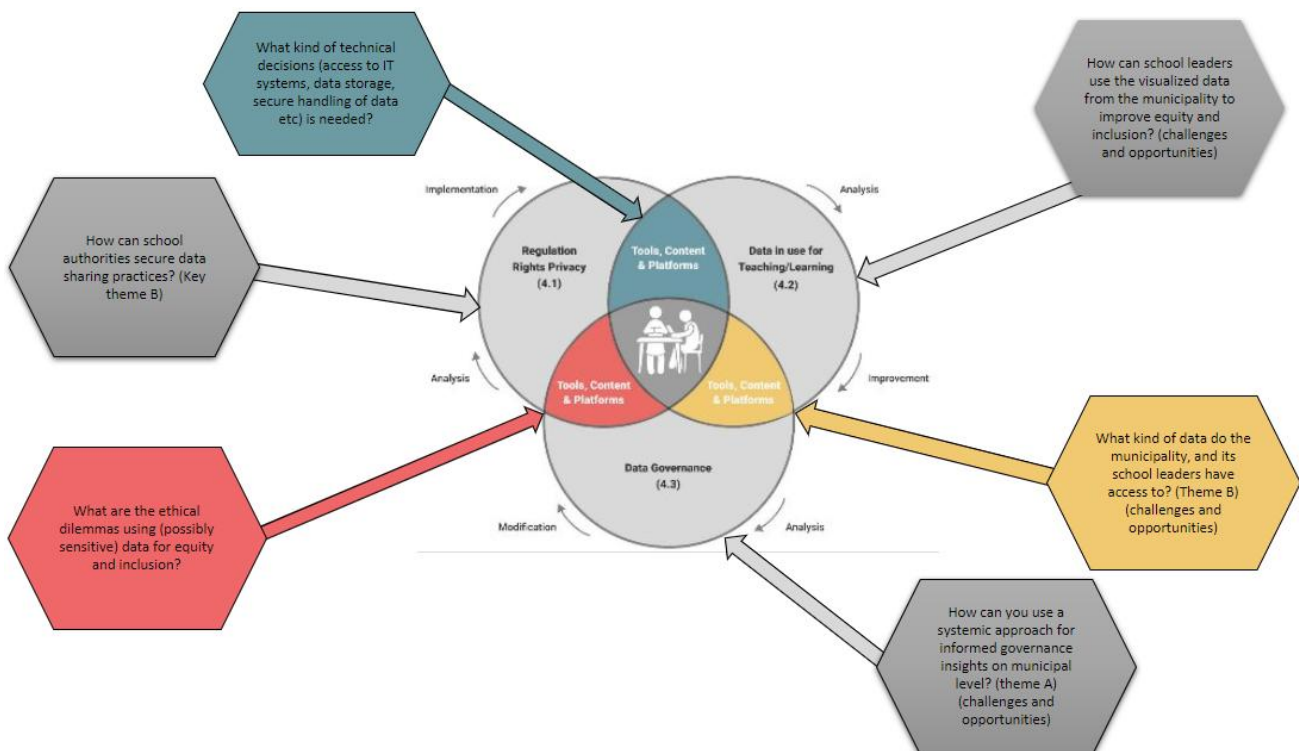 What kind of technical
decisions (access to IT
systems, data storage,
secure handling of data
etc) is needed?
How can school leaders
use the visualized data
from the municipality to
improve equity and
inclusion? (challenges
and opportunities)
How can school
authorities secure data
sharing practices? (Key
theme B)
Implementation
Analysis
Regulation
Rights Privacy
(4.1)
Tools, Content
& Platforms
Data in use for
Teaching/Learning
(4.2)
Analysis
Tools, Content
& Platforms
Tools, Content
& Platforms
Improvement
Data Governance
(4.3)
Modification
Analysis
What are the ethical
dilemmas using (possibly
sensitive) data for equity
and inclusion?
What kind of data do the
municipality, and its
school leaders have
access to? (Theme B)
(challenges and
opportunities)
How can you use a
systemic approach for
informed governance
insights on municipal
level? (theme A)
(challenges and
opportunities)